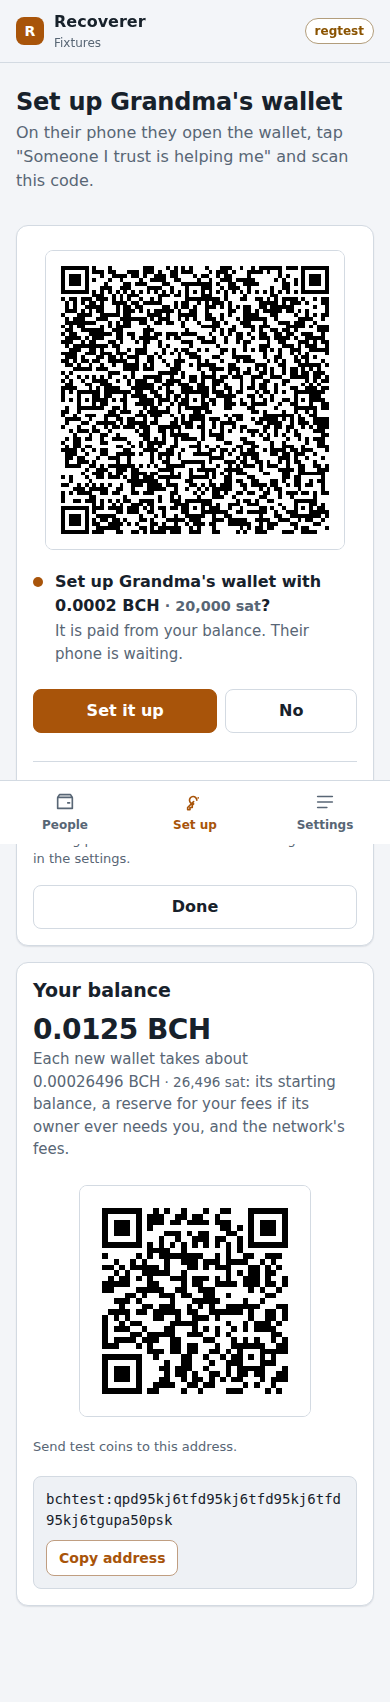 R
Recoverer
Fixtures
regtest
Set up Grandma's wallet
On their phone they open the wallet, tap
"Someone I trust is helping me" and scan
this code.
Set up Grandma's wallet with
0.0002 BCH · 20,000 sat?
It is paid from your balance. Their
phone is waiting.
Set it up
No
People
Set up
Settings
in the settings.
Done
Your balance
0.0125 BCH
Each new wallet takes about
0.00026496 BCH · 26,496 sat: its starting
balance, a reserve for your fees if its
owner ever needs you, and the network's
fees.
Send test coins to this address.
bchtest:qpd95kj6tfd95kj6tfd95kj6tfd
95kj6tgupa50psk
Copy address